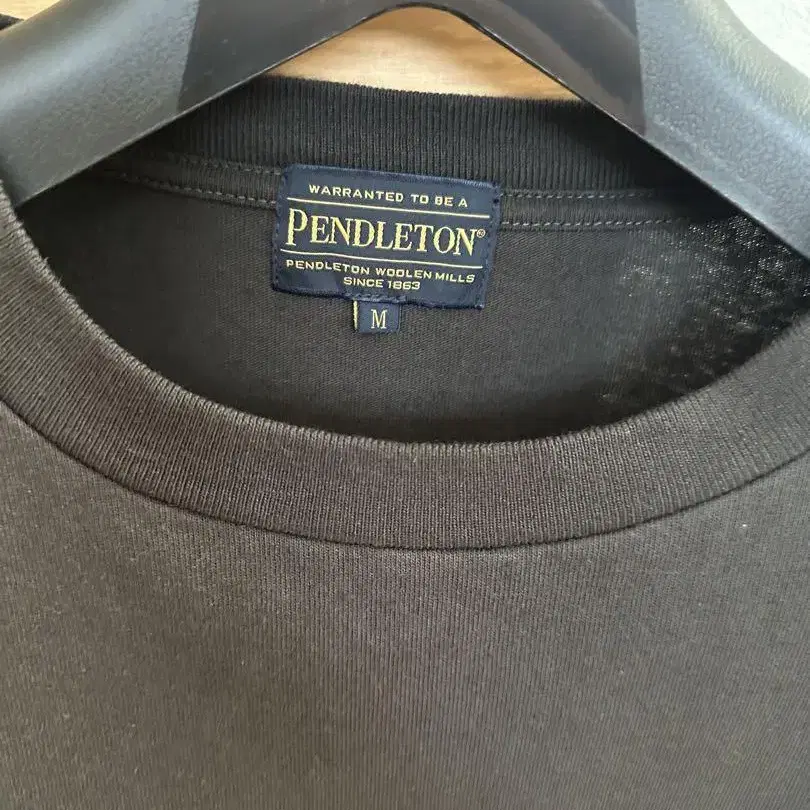 WARRANTED TO BE A
PENDLETON®
PENDLETON WOOLEN MILLS
SINCE 1863
M